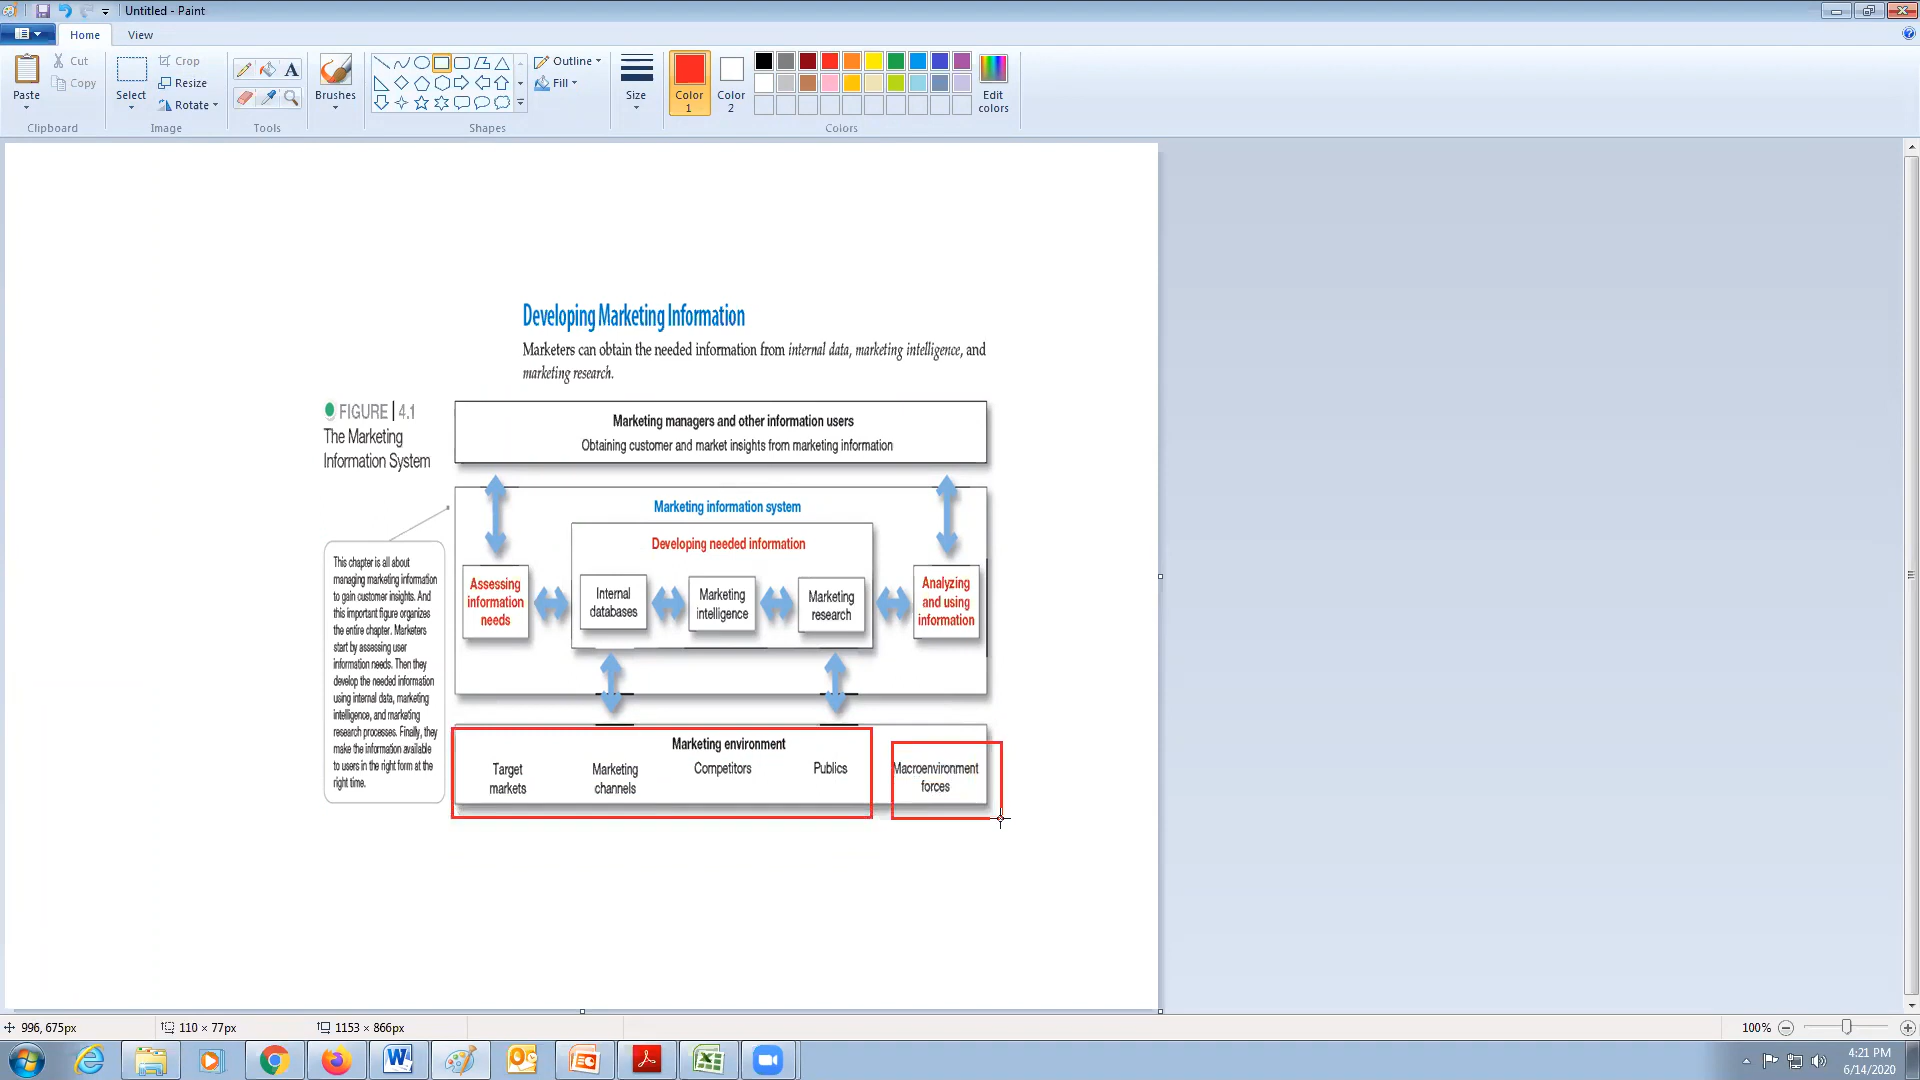 Untitled - Paint
Home View
Paste
Cut
Copy
Clipboard
Select
Crop
Resize
Rotate
Image
Tools
Brushes
Outline
Fill
Shapes
Size
Color 1
Color 2
Edit colors
Colors
Developing Marketing Information
Marketers can obtain the needed information from internal data, marketing intelligence, and
marketing research.
FIGURE | 4.1
The Marketing
Information System
Marketing managers and other information users
Obtaining customer and market insights from marketing information
Marketing information system
Developing needed information
Assessing
information
needs
Internal
databases
Marketing
intelligence
Marketing
research
Analyzing
and using
information
This chapter is all about
managing marketing information
to gain customer insights. And
this important figure organizes
the entire chapter. Marketers
start by assessing user
information needs. Then they
develop the needed information
using internal data, marketing
intelligence, and marketing
research processes. Finally, they
make the information available
to users in the right form at the
right time.
Marketing environment
Target
markets
Marketing
channels
Competitors
Publics
Macroenvironment
forces
996, 675px
110 × 77px
1153 × 866px
100%
4:21 PM
6/14/2020